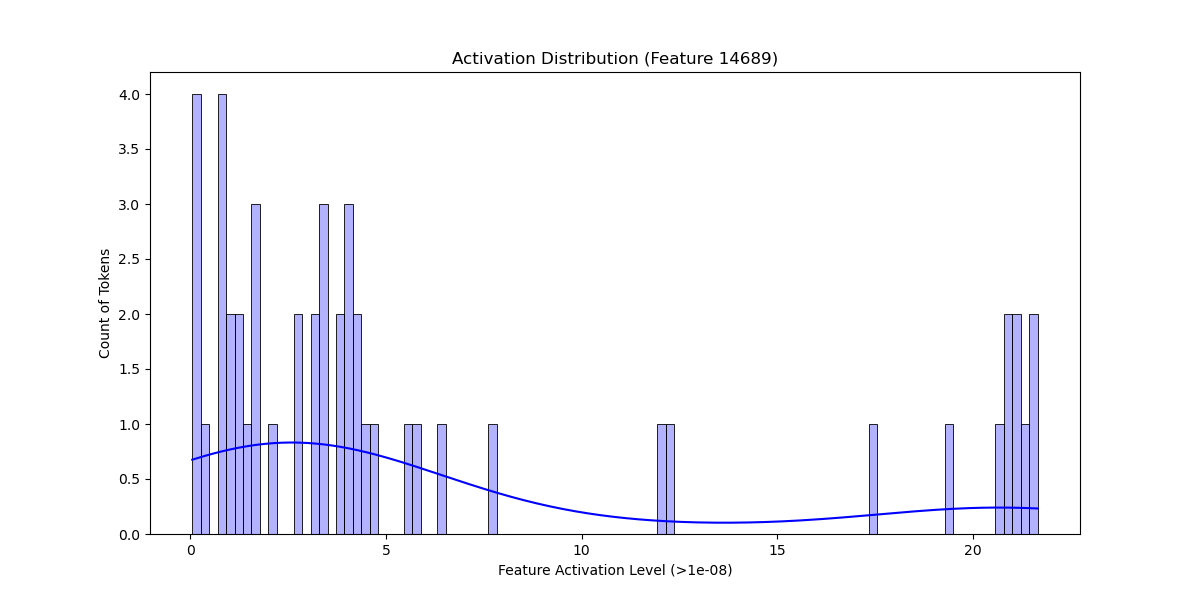 Activation Distribution (Feature 14689)
4.0
3.5
3.0
2.5
2.0
1.5
1.0
0.5
0.0
Count of Tokens
0 5 10 15 20
Feature Activation Level (>1e-08)